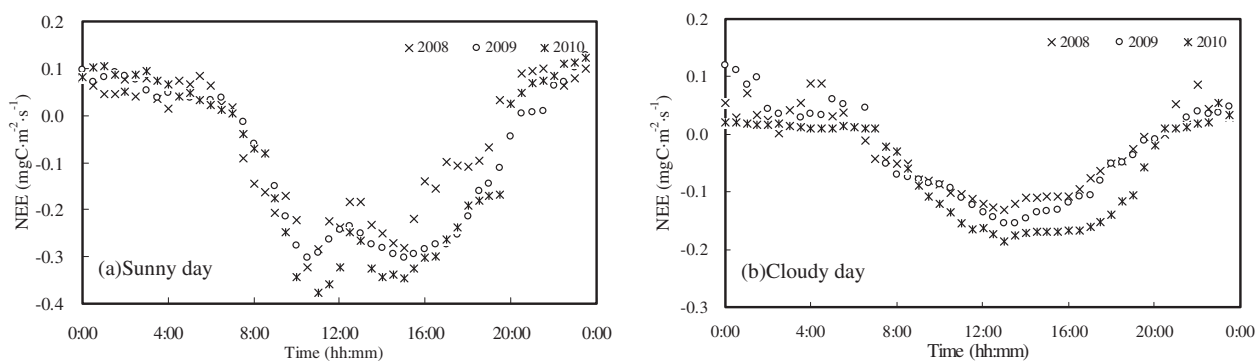 0.2
0.1
0.0
-0.1
-0.2
-0.3
-0.4
NEE (mgC·m⁻²·s⁻¹)
× 2008 ○ 2009 ж 2010
(a)Sunny day
0:00 4:00 8:00 12:00 16:00 20:00 0:00
Time (hh:mm)
0.2
0.1
0.0
-0.1
-0.2
-0.3
NEE (mgC·m⁻²·s⁻¹)
× 2008 ○ 2009 ж 2010
(b)Cloudy day
0:00 4:00 8:00 12:00 16:00 20:00 0:00
Time (hh:mm)